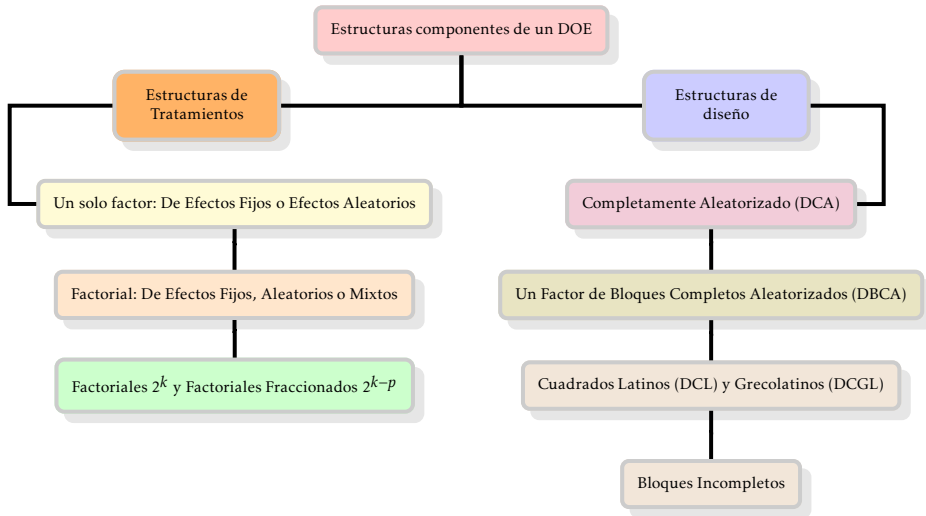 Estructuras componentes de un DOE
Estructuras de
Tratamientos
Estructuras de
diseño
Un solo factor: De Efectos Fijos o Efectos Aleatorios
Completamente Aleatorizado (DCA)
Factorial: De Efectos Fijos, Aleatorios o Mixtos
Un Factor de Bloques Completos Aleatorizados (DBCA)
Factoriales 2^k y Factoriales Fraccionados 2^{k−p}
Cuadrados Latinos (DCL) y Grecolatinos (DCGL)
Bloques Incompletos